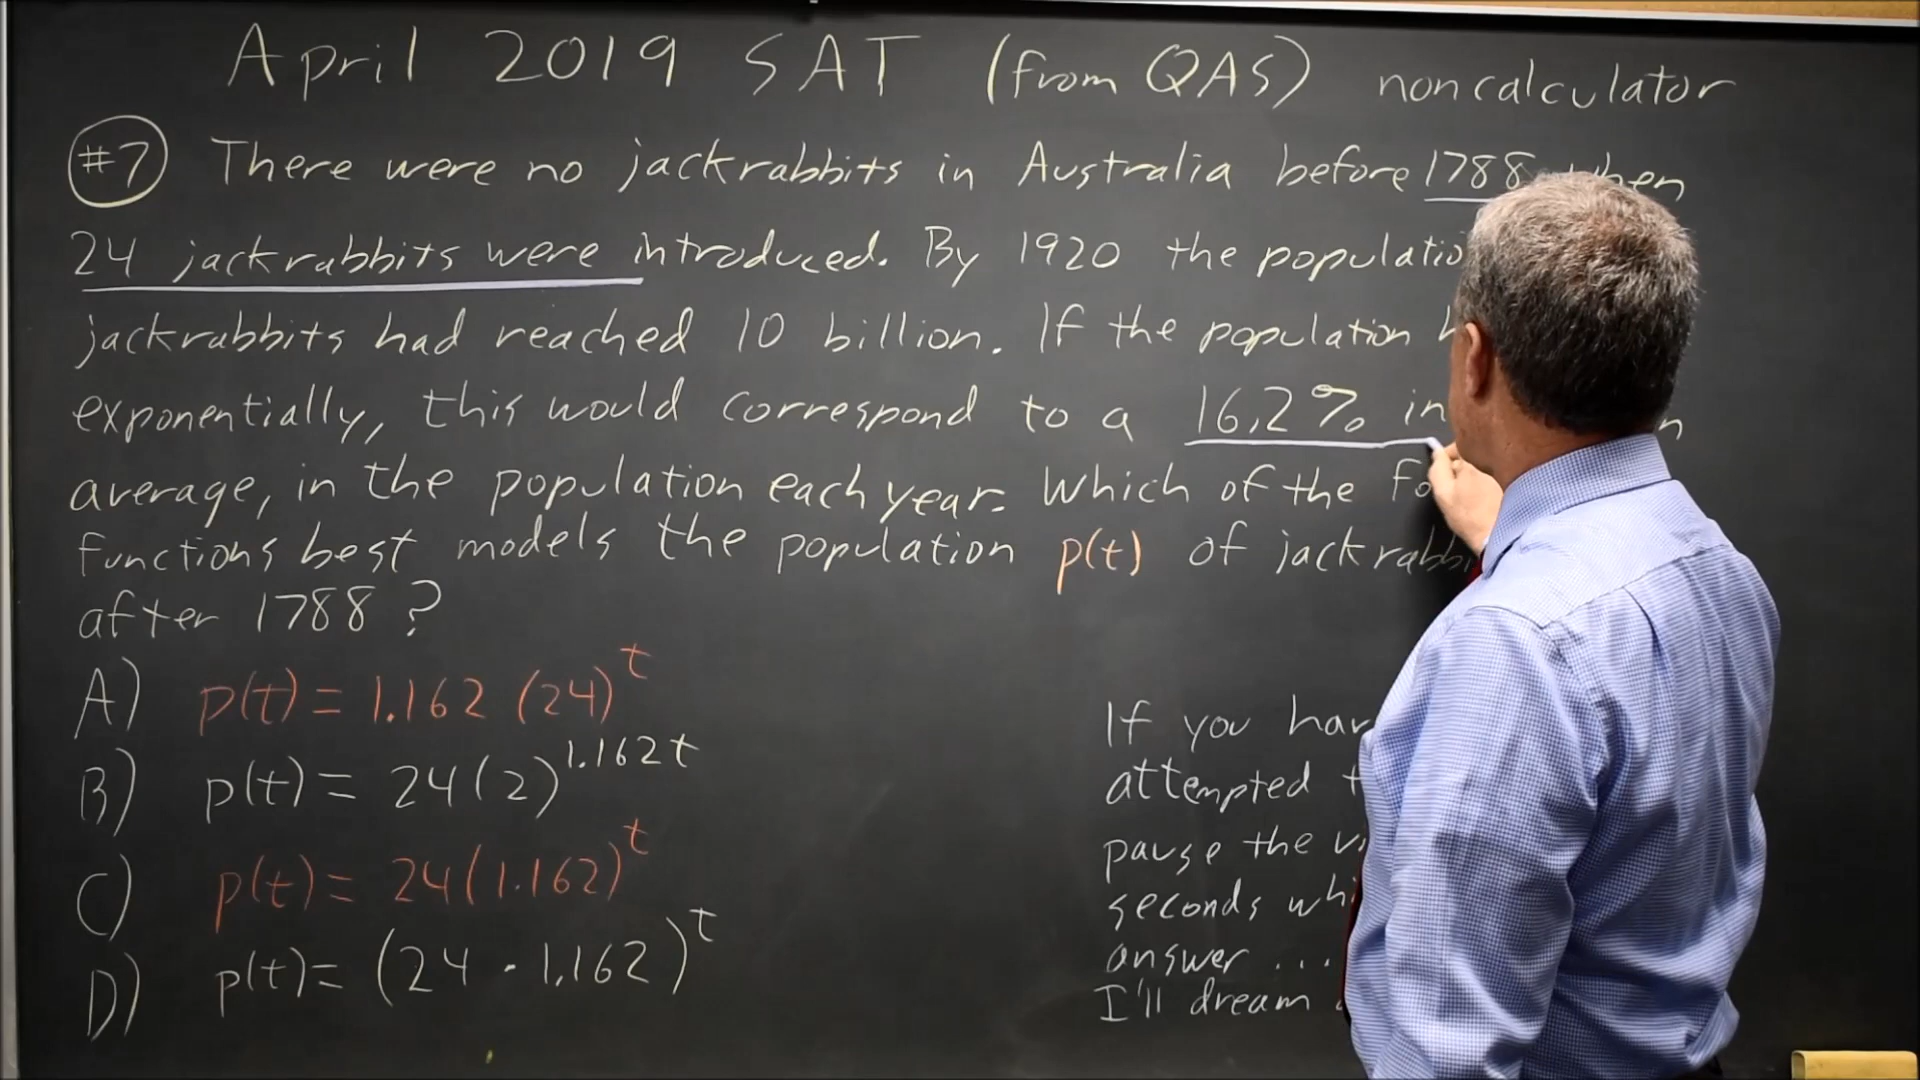 April 2019 SAT (from QAS) noncalculator
#7 There were no jackrabbits in Australia before 1788 when
24 jackrabbits were introduced. By 1920 the
jackrabbits had reached 10 billion. If the population
exponentially, this would correspond to a 16.2%
average, in the population each year. Which of the
functions best models the population p(t) of
after 1788?
A) p(t) = 1.162 (24)^t
B) p(t) = 24(2)^1.162t
C) p(t) = 24(1.162)^t
D) p(t) = (24 · 1.162)^t
If you
attempted
pause the
seconds
answer ...
I'll dream